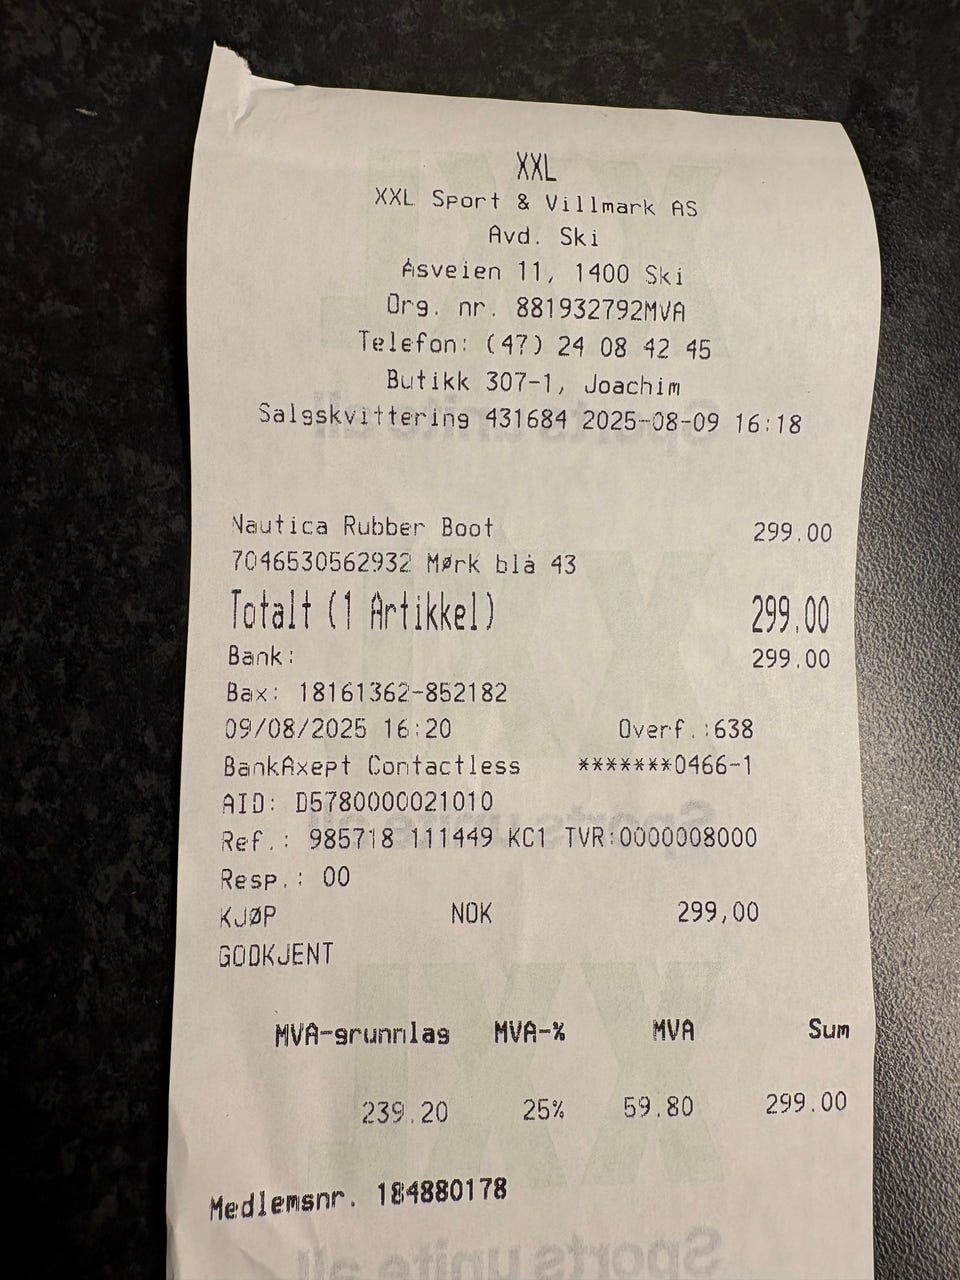 XXL
XXL Sport & Villmark AS
Avd. Ski
Åsveien 11, 1400 Ski
Org. nr. 881932792MVA
Telefon: (47) 24 08 42 45
Butikk 307-1, Joachim
Salgskvittering 431684 2025-08-09 16:18
Nautica Rubber Boot 299.00
7046530562932 Mørk blå 43
Totalt (1 Artikkel) 299.00
Bank: 299.00
Bax: 18161362-852182
09/08/2025 16:20 Overf.:638
BankAxept Contactless *******0466-1
AID: D5780000021010
Ref.: 985718 111449 KC1 TVR:0000008000
Resp.: 00
KJØP NOK 299,00
GODKJENT
MVA-grunnlag MVA-% MVA Sum
239.20 25% 59.80 299.00
Medlemsnr. 184880178
Sports unite all